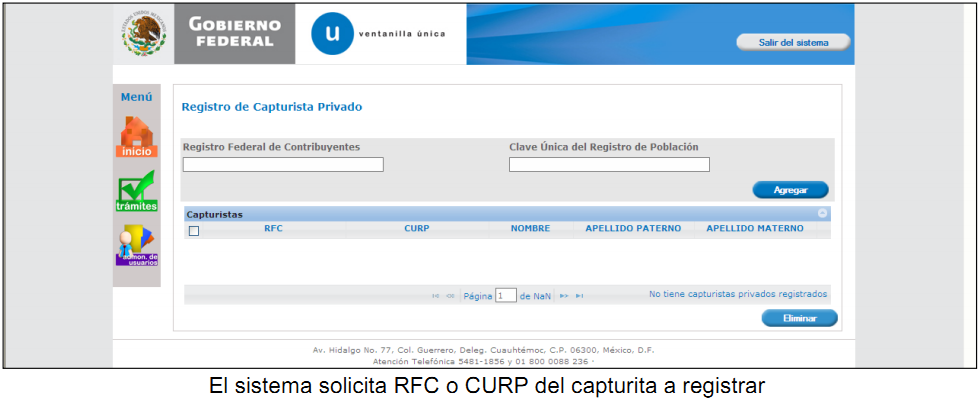 GOBIERNO
FEDERAL
u
ventanilla única
Salir del sistema
Menú
inicio
trámites
admon. de
usuarios
Registro de Capturista Privado
Registro Federal de Contribuyentes
Clave Única del Registro de Población
Agregar
Capturistas
RFC CURP NOMBRE APELLIDO PATERNO APELLIDO MATERNO
Página 1 de NaN
No tiene capturistas privados registrados
Eliminar
Av. Hidalgo No. 77, Col. Guerrero, Deleg. Cuauhtémoc, C.P. 06300, México, D.F.
Atención Telefónica 5481-1856 y 01 800 0088 236 ·
El sistema solicita RFC o CURP del capturita a registrar